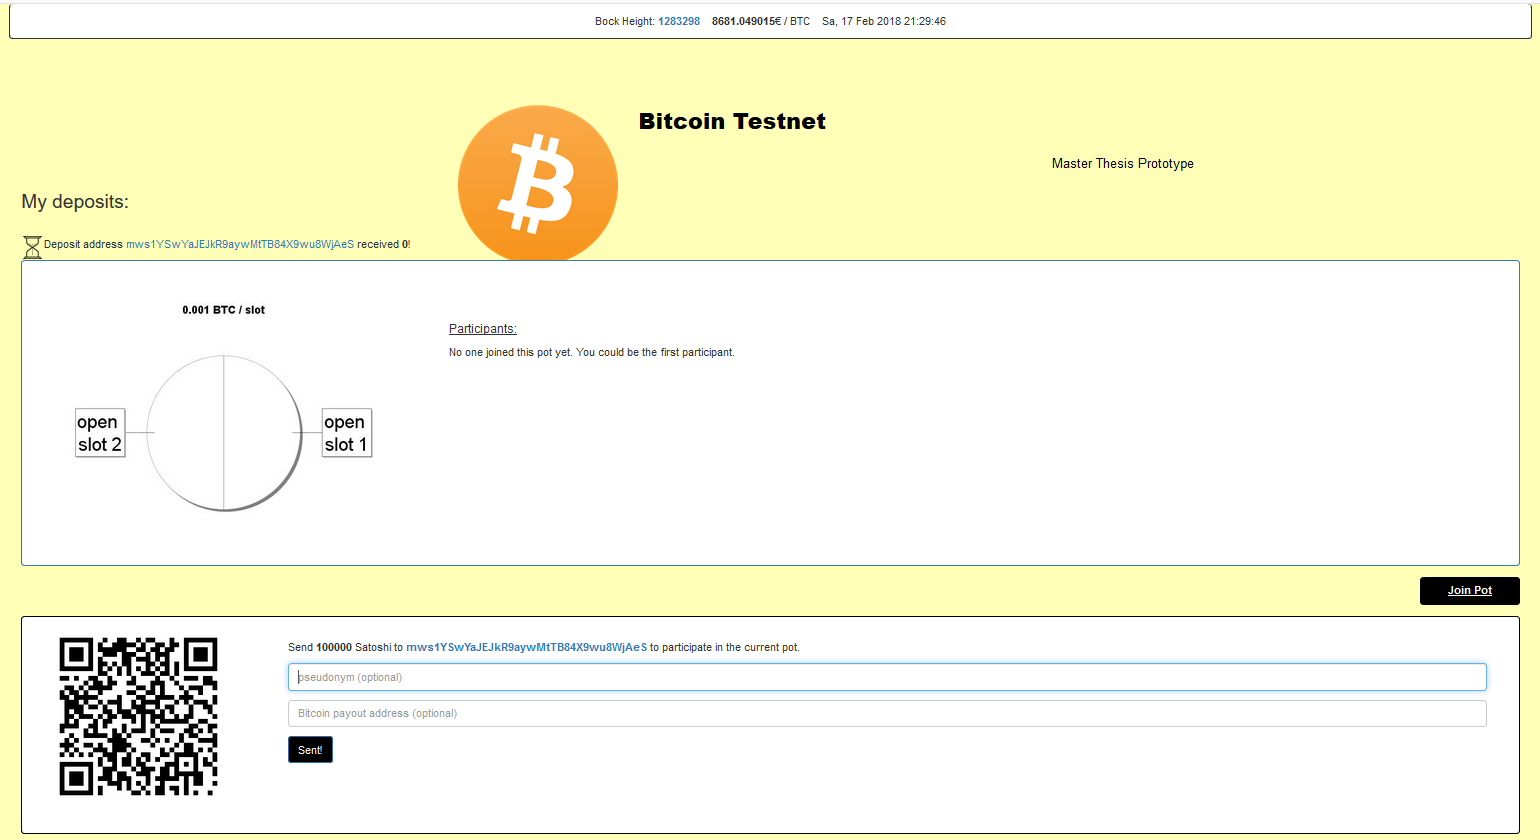 Bock Height: 1283298 8681.049015€ / BTC Sa, 17 Feb 2018 21:29:46
Bitcoin Testnet
Master Thesis Prototype
My deposits:
Deposit address mws1YSwYaJEJkR9aywMtTB84X9wu8WjAeS received 0!
0.001 BTC / slot
Participants:
No one joined this pot yet. You could be the first participant.
open
slot 2
open
slot 1
Join Pot
Send 100000 Satoshi to mws1YSwYaJEJkR9aywMtTB84X9wu8WjAeS to participate in the current pot.
pseudonym (optional)
Bitcoin payout address (optional)
Sent!